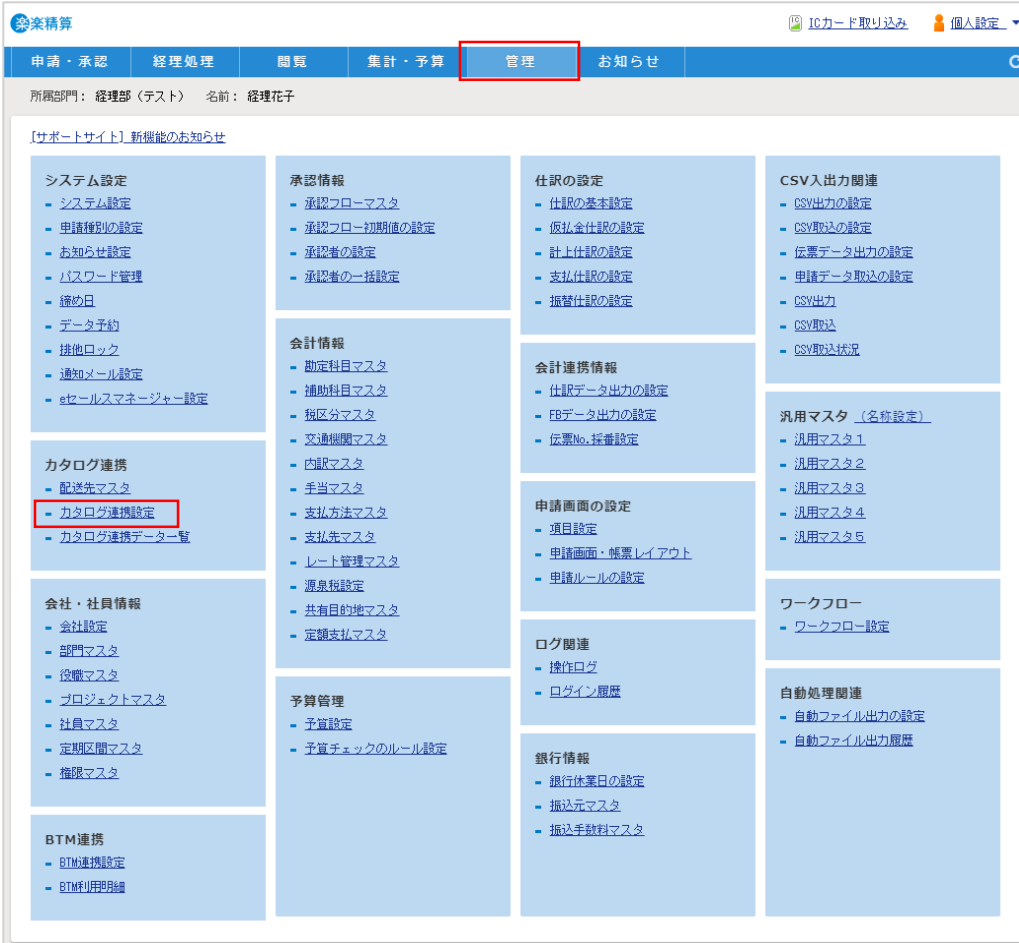 楽楽精算
ICカード取り込み 個人設定
申請・承認 経理処理 閲覧 集計・予算 管理 お知らせ
所属部門： 経理部（テスト） 名前： 経理花子
[サポートサイト] 新機能のお知らせ
システム設定
システム設定
申請種別の設定
お知らせ設定
パスワード管理
締め日
データ予約
排他ロック
通知メール設定
eセールスマネージャー設定
カタログ連携
配送先マスタ
カタログ連携設定
カタログ連携データ一覧
会社・社員情報
会社設定
部門マスタ
役職マスタ
プロジェクトマスタ
社員マスタ
定期区間マスタ
権限マスタ
BTM連携
BTM連携設定
BTM利用明細
承認情報
承認フローマスタ
承認フロー初期値の設定
承認者の設定
承認者の一括設定
会計情報
勘定科目マスタ
補助科目マスタ
税区分マスタ
交通機関マスタ
内訳マスタ
手当マスタ
支払方法マスタ
支払先マスタ
レート管理マスタ
源泉税設定
共有目的地マスタ
定額支払マスタ
予算管理
予算設定
予算チェックのルール設定
仕訳の設定
仕訳の基本設定
仮払金仕訳の設定
計上仕訳の設定
支払仕訳の設定
振替仕訳の設定
会計連携情報
仕訳データ出力の設定
FBデータ出力の設定
伝票No.採番設定
申請画面の設定
項目設定
申請画面・帳票レイアウト
申請ルールの設定
ログ関連
操作ログ
ログイン履歴
銀行情報
銀行休業日の設定
振込元マスタ
振込手数料マスタ
CSV入出力関連
CSV出力の設定
CSV取込の設定
伝票データ出力の設定
申請データ取込の設定
CSV出力
CSV取込
CSV取込状況
汎用マスタ （名称設定）
汎用マスタ１
汎用マスタ２
汎用マスタ３
汎用マスタ４
汎用マスタ５
ワークフロー
ワークフロー設定
自動処理関連
自動ファイル出力の設定
自動ファイル出力履歴